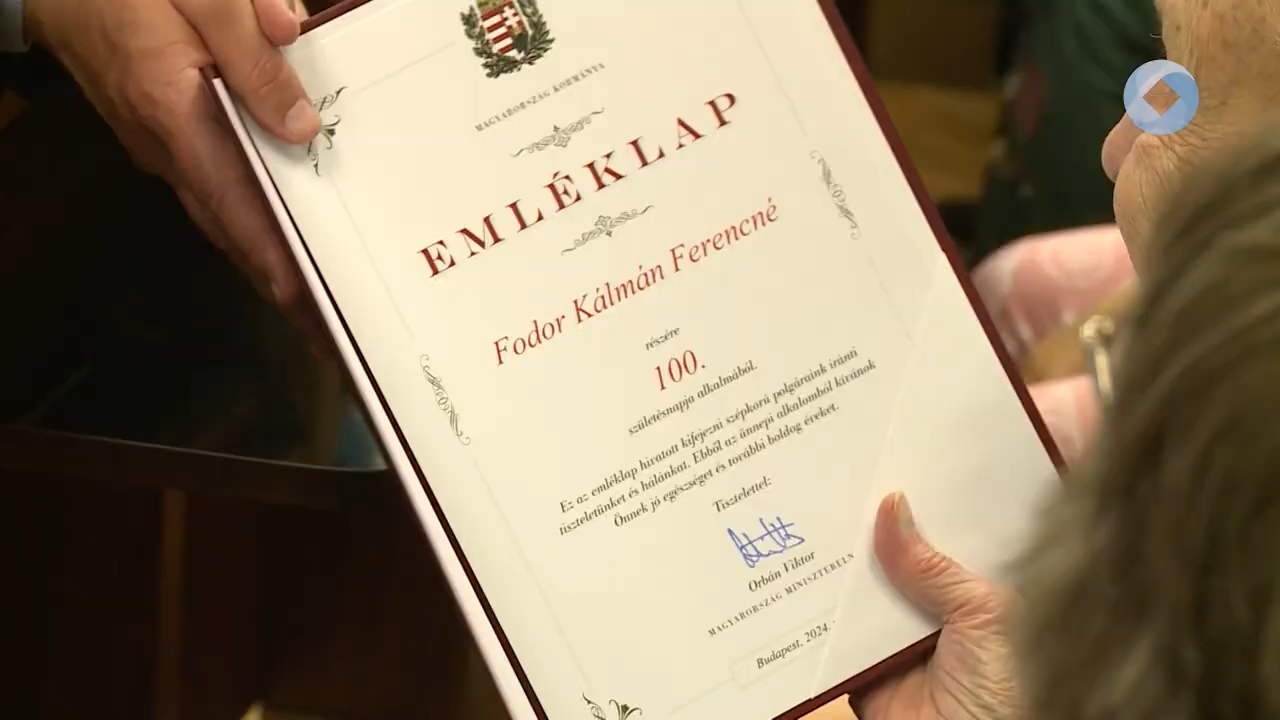 MAGYARORSZÁG KORMÁNYA
EMLÉKLAP
Fodor Kálmán Ferencné
részére
100.
születésnapja alkalmából.
Ez az emléklap hivatott kifejezni szépkorú polgáraink iránti
tiszteletünket és hálánkat. Ebből az ünnepi alkalomból kívánok
Önnek jó egészséget és további boldog éveket.
Tisztelettel:
Orbán Viktor
MAGYARORSZÁG MINISZTERELN
Budapest, 2024.